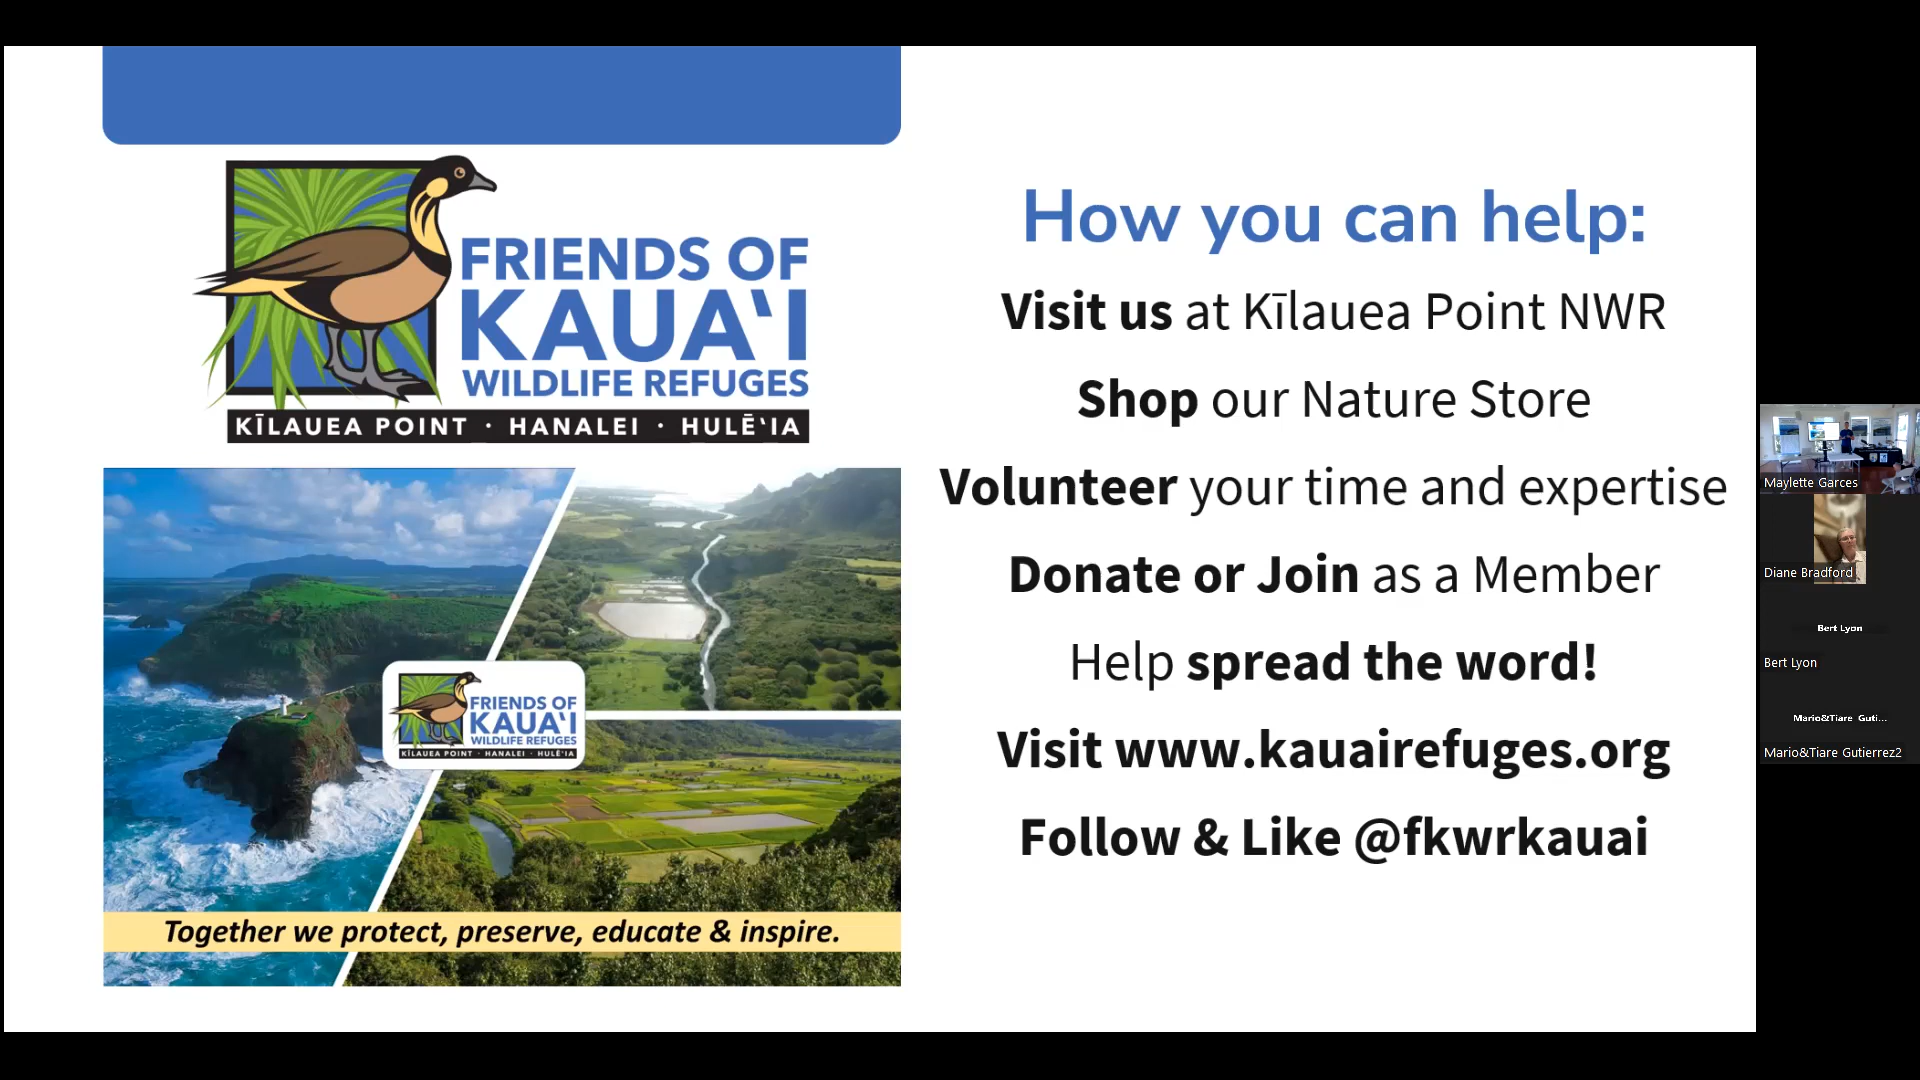 FRIENDS OF
KAUAʻI
WILDLIFE REFUGES
KĪLAUEA POINT · HANALEI · HULĒʻIA
FRIENDS OF
KAUAʻI
WILDLIFE REFUGES
KĪLAUEA POINT · HANALEI · HULĒʻIA
Together we protect, preserve, educate & inspire.
How you can help:
Visit us at Kīlauea Point NWR
Shop our Nature Store
Volunteer your time and expertise
Donate or Join as a Member
Help spread the word!
Visit www.kauairefuges.org
Follow & Like @fkwrkauai
Maylette Garces
Diane Bradford
Bert Lyon
Bert Lyon
Mario&Tiare Guti...
Mario&Tiare Gutierrez2